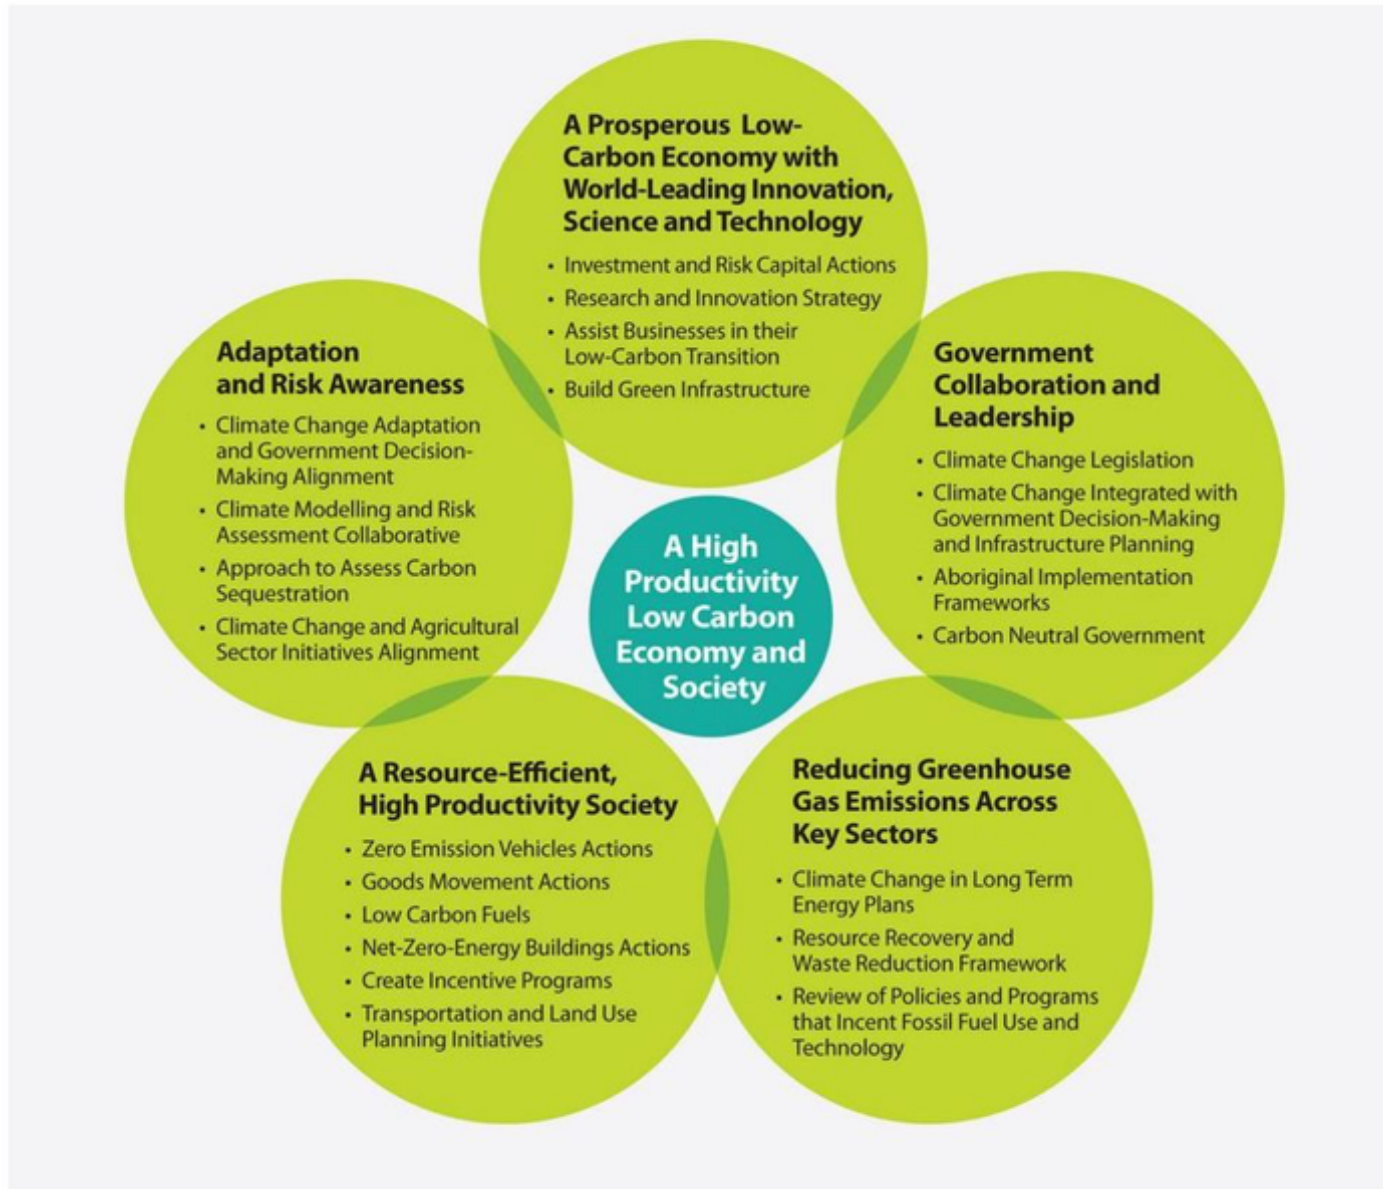 A Prosperous Low-
Carbon Economy with
World-Leading Innovation,
Science and Technology
• Investment and Risk Capital Actions
• Research and Innovation Strategy
• Assist Businesses in their
Low-Carbon Transition
• Build Green Infrastructure
Adaptation
and Risk Awareness
• Climate Change Adaptation
and Government Decision-
Making Alignment
• Climate Modelling and Risk
Assessment Collaborative
• Approach to Assess Carbon
Sequestration
• Climate Change and Agricultural
Sector Initiatives Alignment
Government
Collaboration and
Leadership
• Climate Change Legislation
• Climate Change Integrated with
Government Decision-Making
and Infrastructure Planning
• Aboriginal Implementation
Frameworks
• Carbon Neutral Government
A High
Productivity
Low Carbon
Economy and
Society
A Resource-Efficient,
High Productivity Society
• Zero Emission Vehicles Actions
• Goods Movement Actions
• Low Carbon Fuels
• Net-Zero-Energy Buildings Actions
• Create Incentive Programs
• Transportation and Land Use
Planning Initiatives
Reducing Greenhouse
Gas Emissions Across
Key Sectors
• Climate Change in Long Term
Energy Plans
• Resource Recovery and
Waste Reduction Framework
• Review of Policies and Programs
that Incent Fossil Fuel Use and
Technology